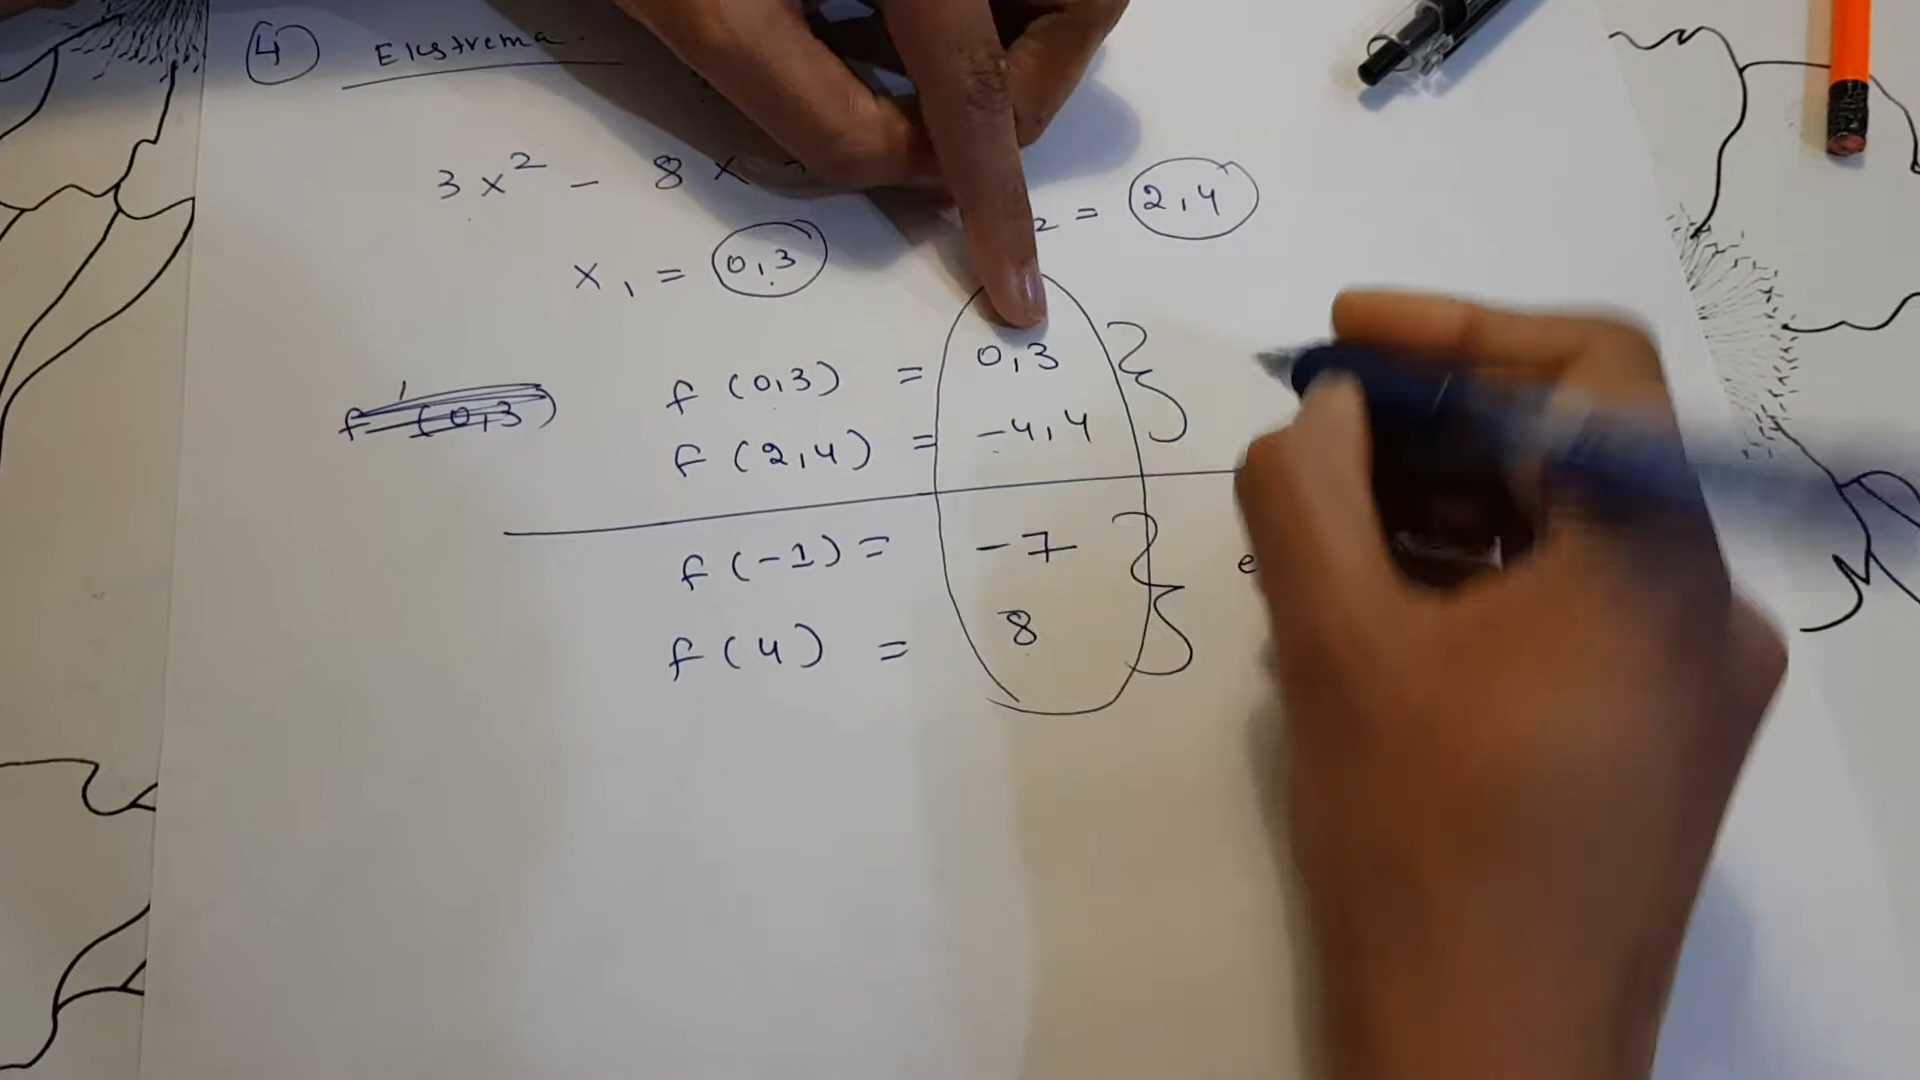 ④ Ekstrema
3x² - 8x
2 = 2,4
x₁ = 0,3
f(0,3) = 0,3
f'(0,3)
f(2,4) = -4,4
f(-1) = -7
f(4) = 8